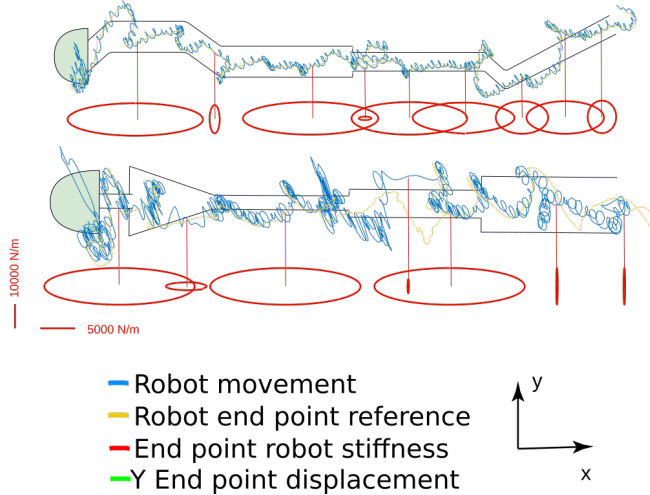 10000 N/m
5000 N/m
Robot movement
Robot end point reference
End point robot stiffness
Y End point displacement
y
x